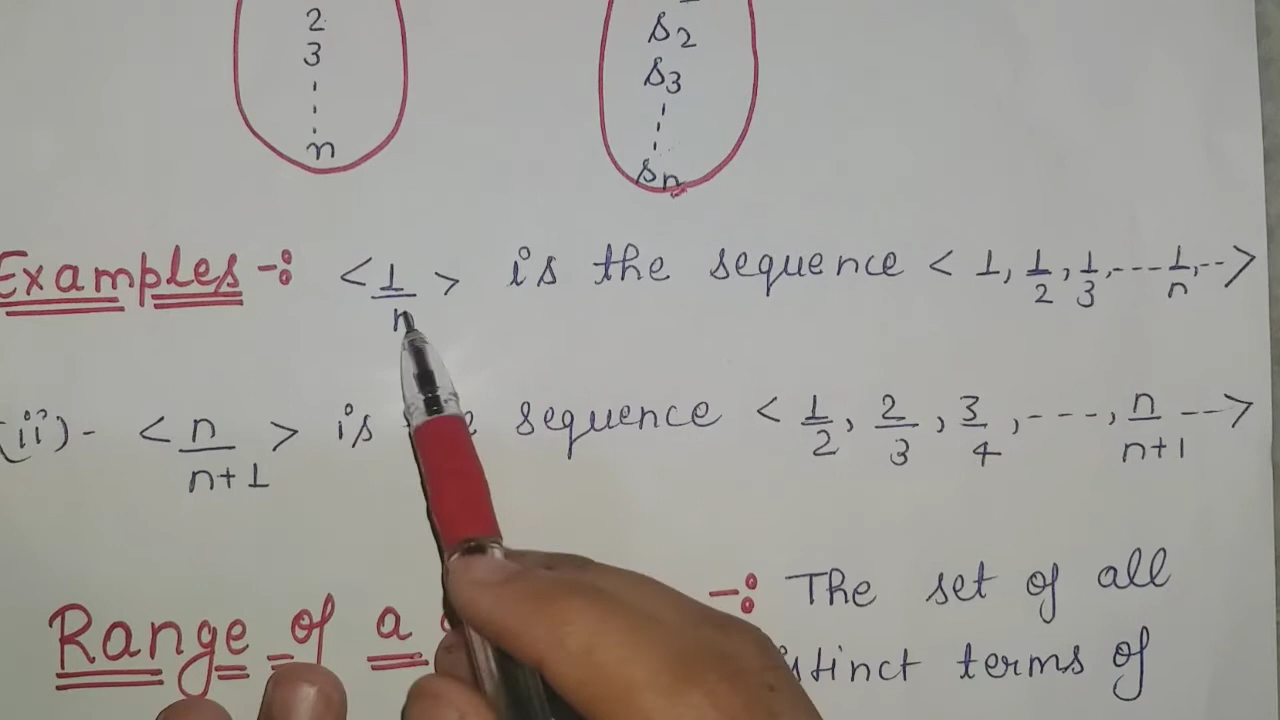 2 s2
3 s3
n sn
Examples -: < 1/n > is the sequence < 1, 1/2, 1/3, ---- 1/n, -->
(ii) - < n/n+1 > is sequence < 1/2, 2/3, 3/4, ----, n/n+1 -->
Range of a -: The set of all
terms of